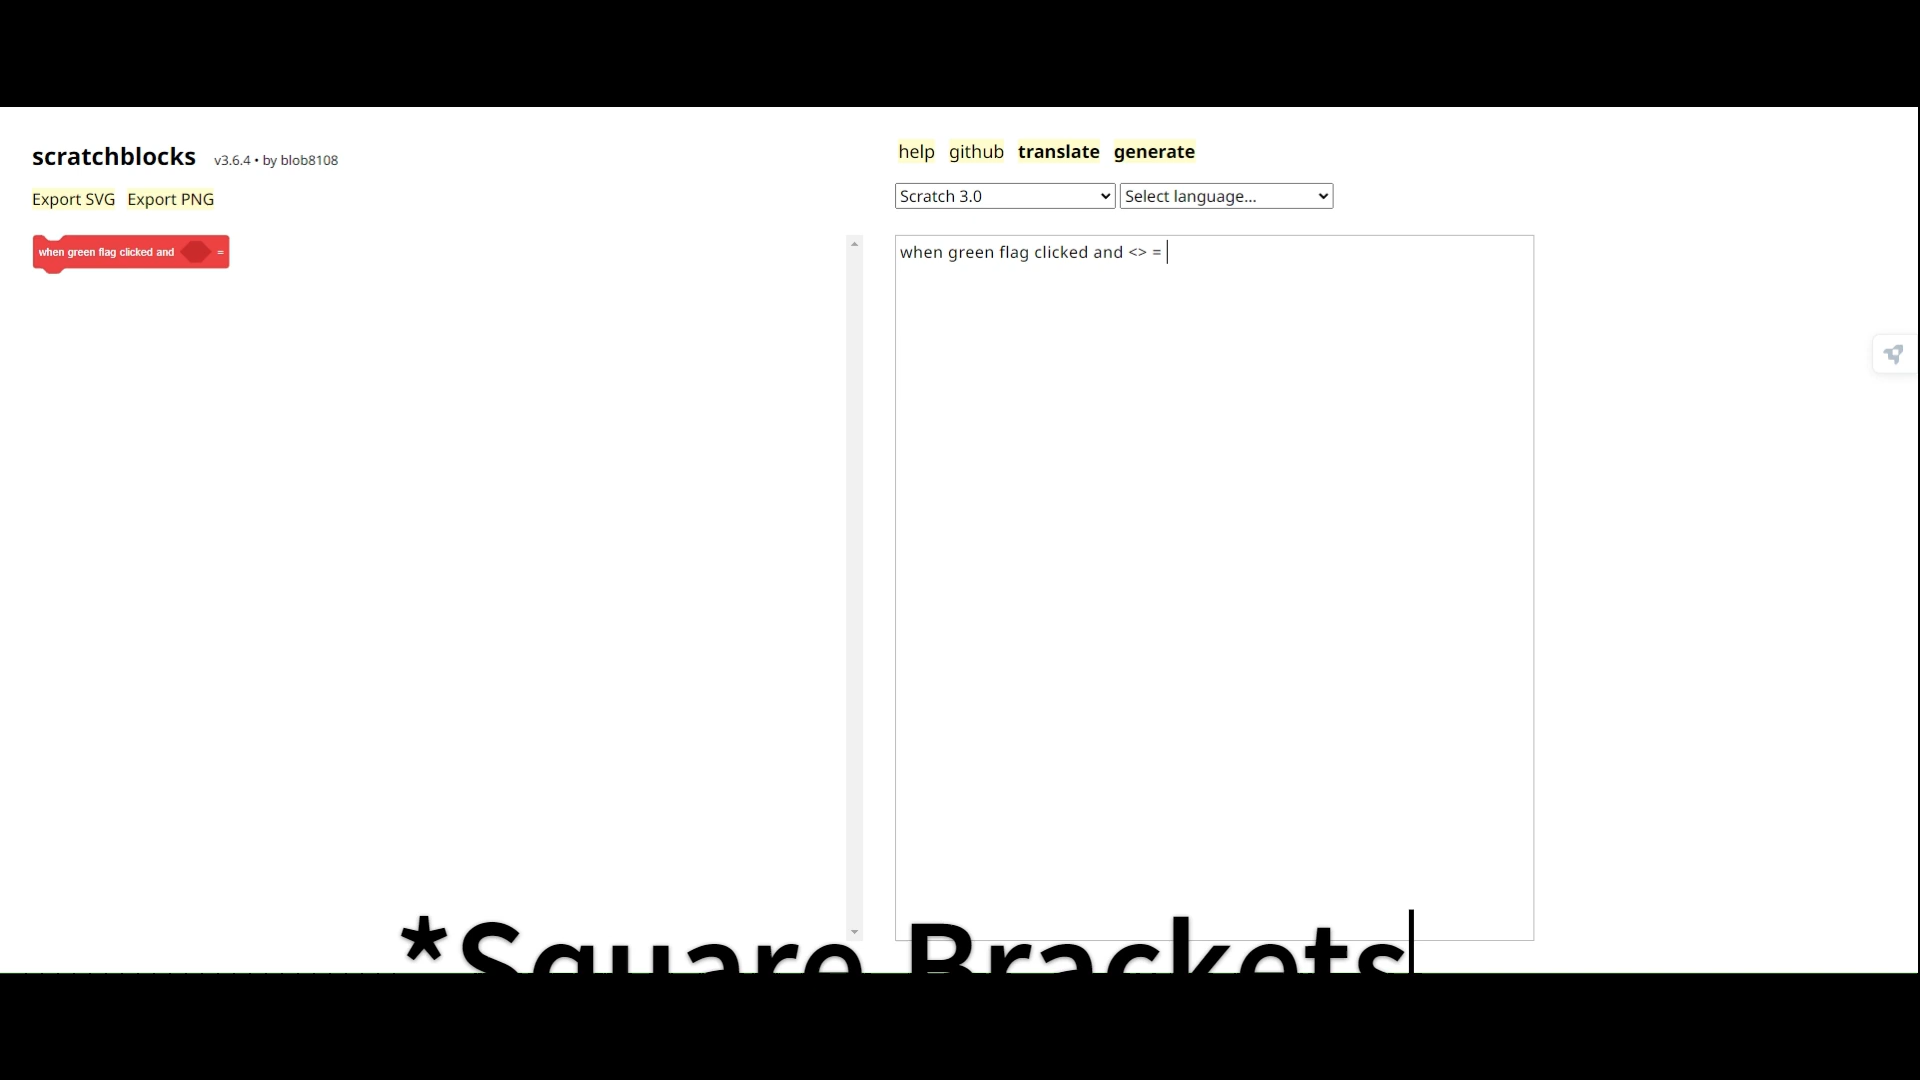 scratchblocks v3.6.4 • by blob8108
help github translate generate
Export SVG Export PNG
Scratch 3.0 Select language...
when green flag clicked and =
when green flag clicked and <> =
*Square Brackets